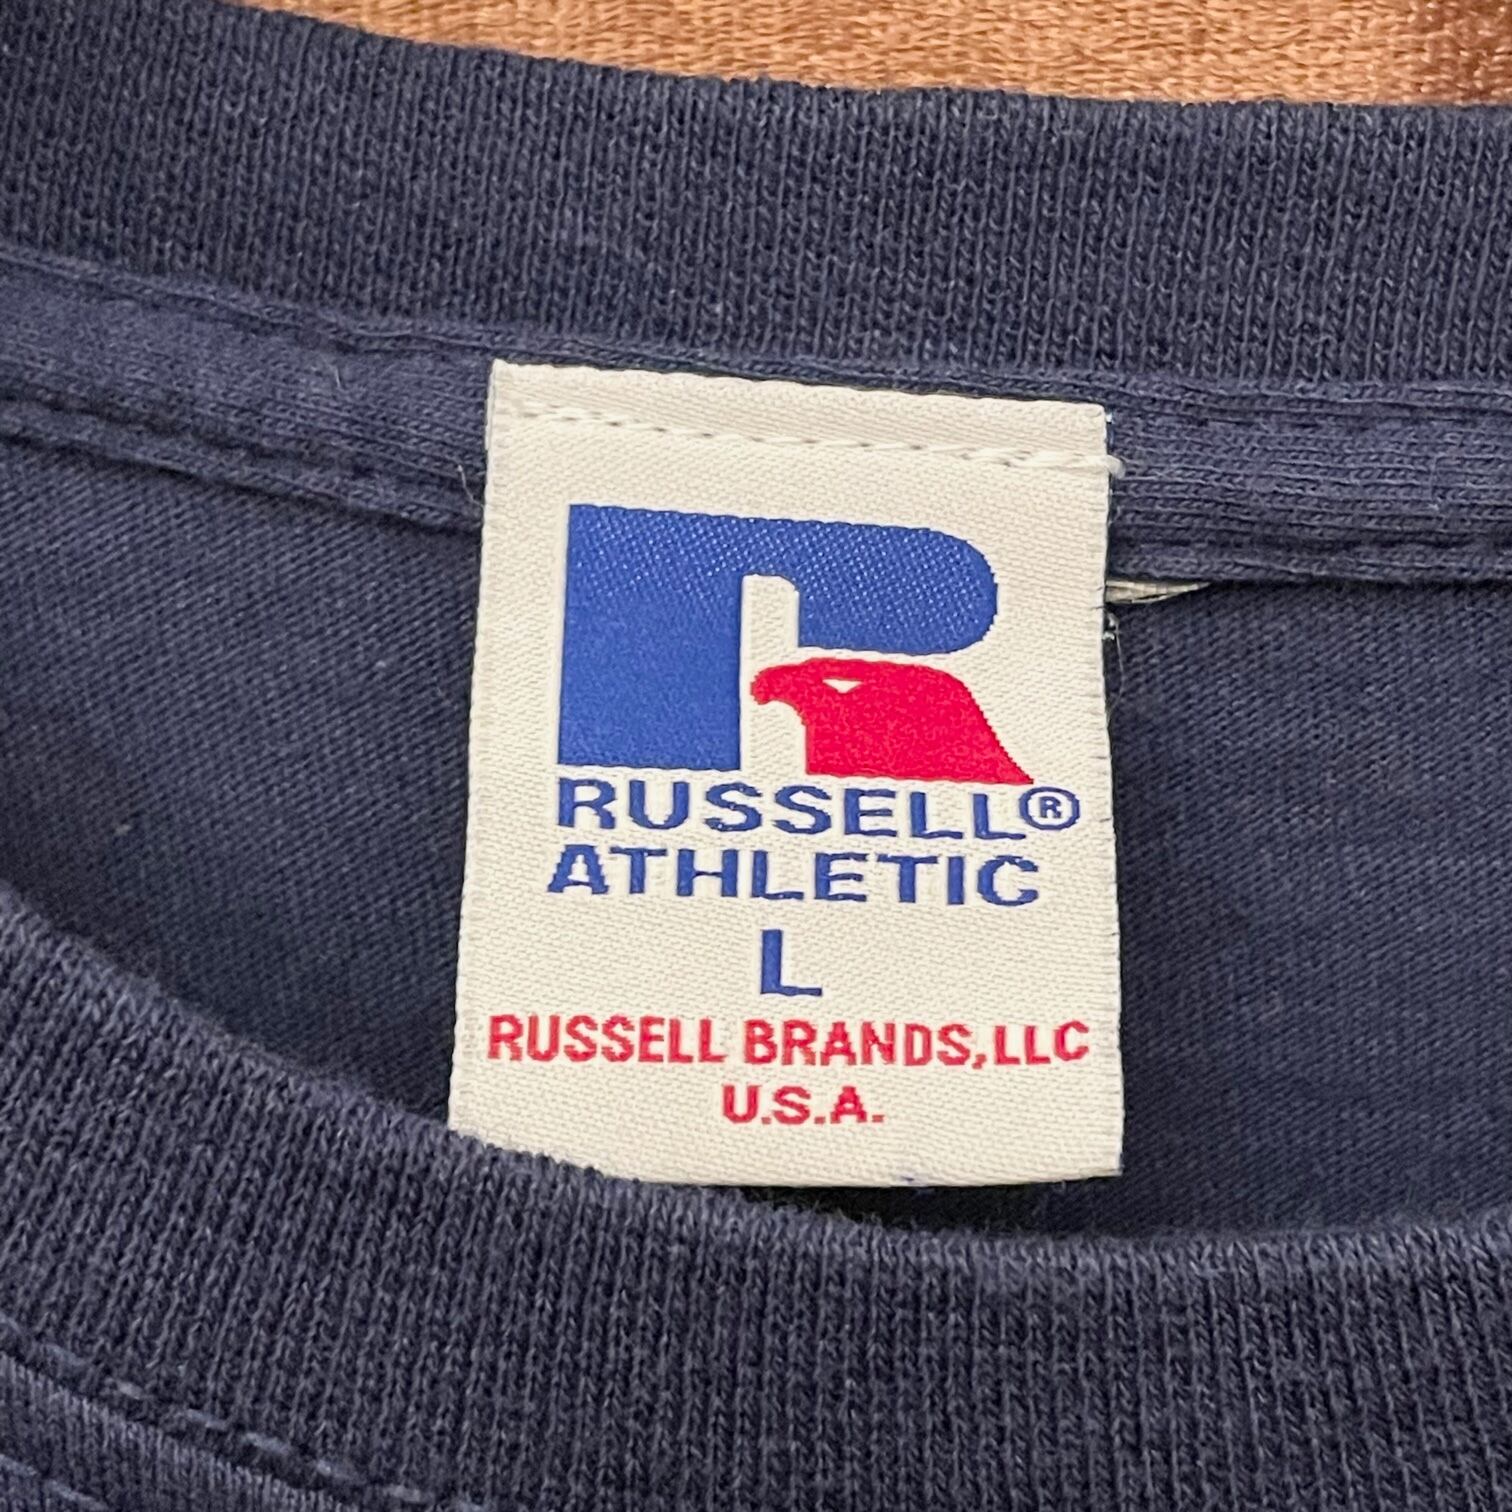 RUSSELL®
ATHLETIC
L
RUSSELL BRANDS, LLC
U.S.A.